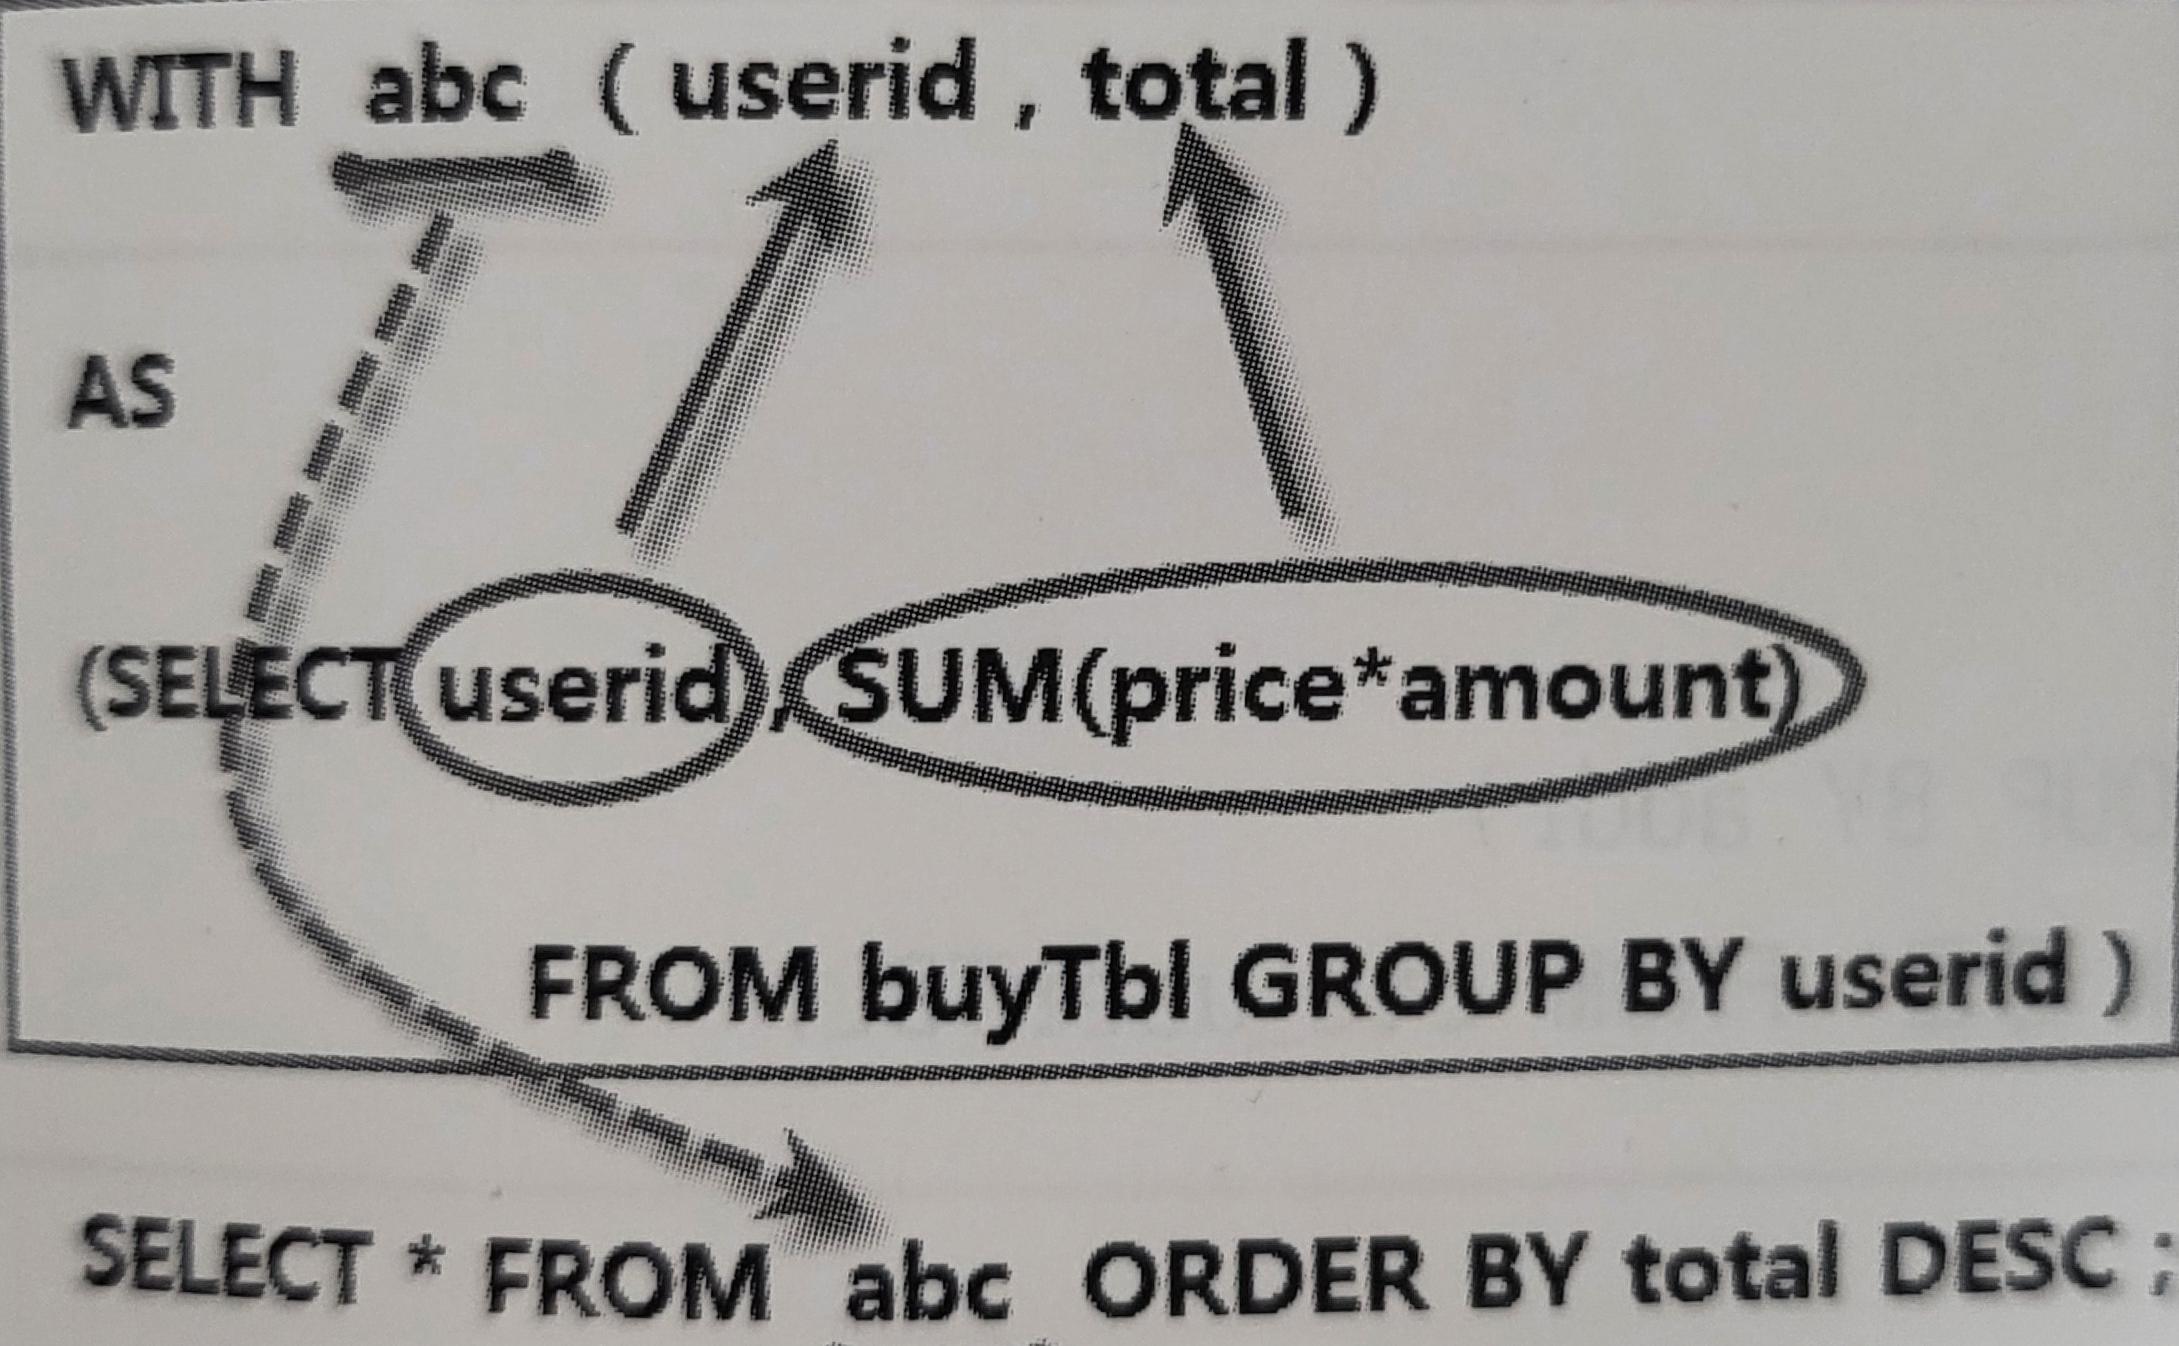 WITH abc ( userid , total )
AS
(SELECT userid , SUM(price*amount)
FROM buyTbl GROUP BY userid )
SELECT * FROM abc ORDER BY total DESC ;